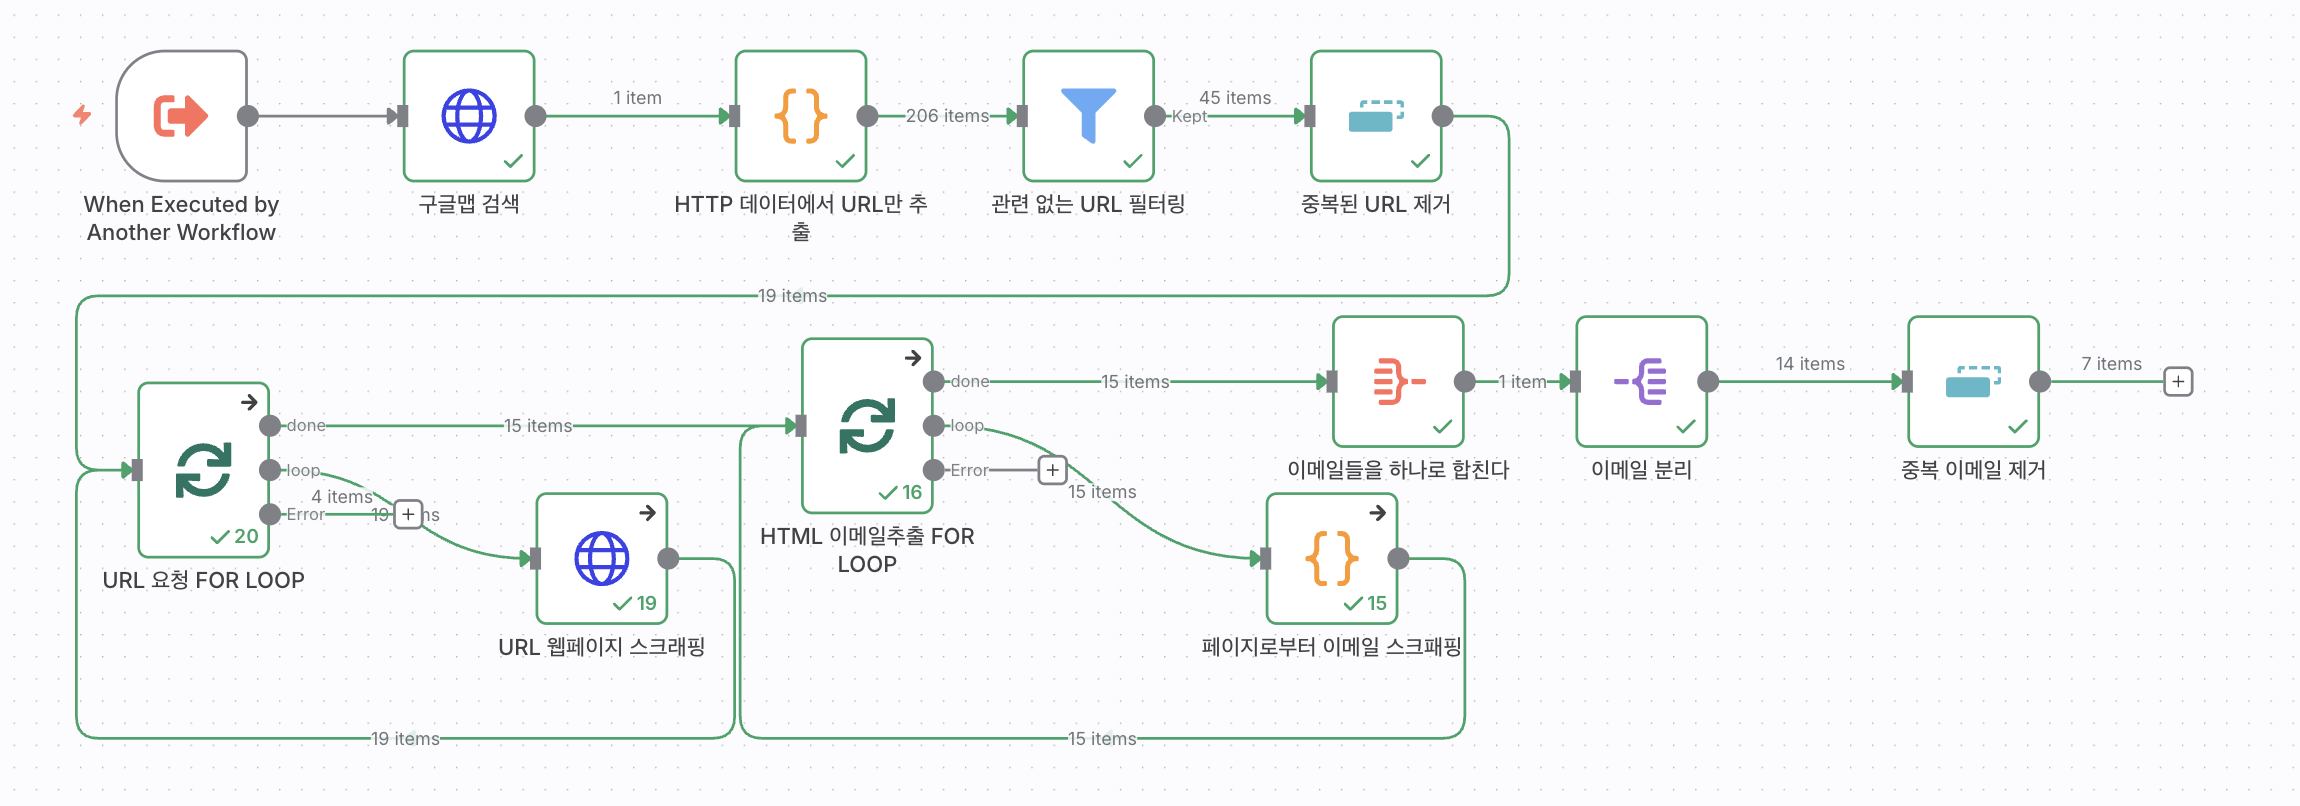 1 item
206 items
Kept
45 items
When Executed by
Another Workflow
구글맵 검색
HTTP 데이터에서 URL만 추
출
관련 없는 URL 필터링
중복된 URL 제거
19 items
done
15 items
loop
4 items
Error
20
URL 요청 FOR LOOP
19
URL 웹페이지 스크래핑
19 items
done
15 items
loop
Error
15 items
16
HTML 이메일추출 FOR
LOOP
15
페이지로부터 이메일 스크패핑
15 items
1 item
이메일들을 하나로 합친다
14 items
이메일 분리
7 items
중복 이메일 제거